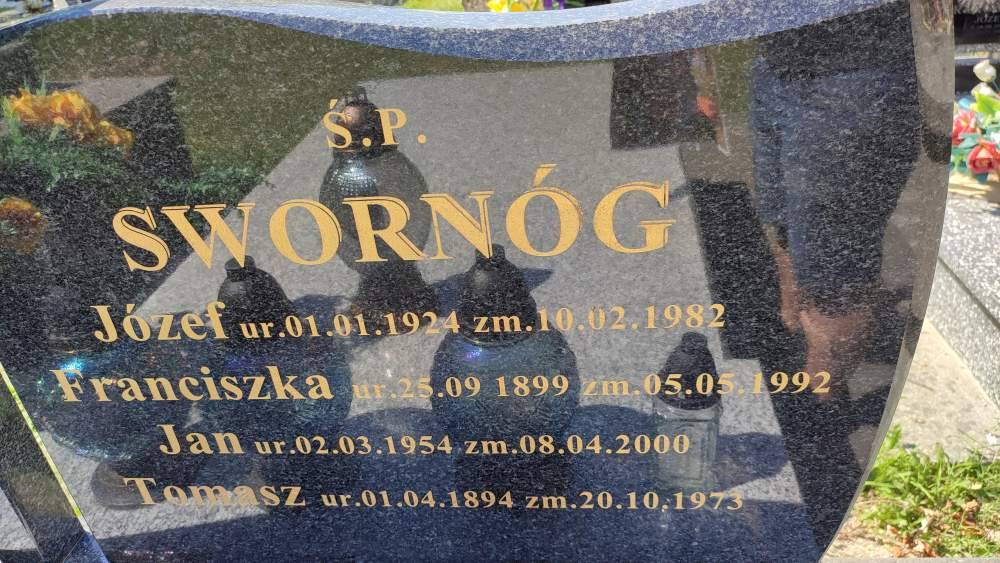 Ś.P.
SWORNÓG
Józef ur.01.01.1924 zm.10.02.1982
Franciszka ur.25.09 1899 zm.05.05.1992
Jan ur.02.03.1954 zm.08.04.2000
Tomasz ur.01.04.1894 zm.20.10.1973